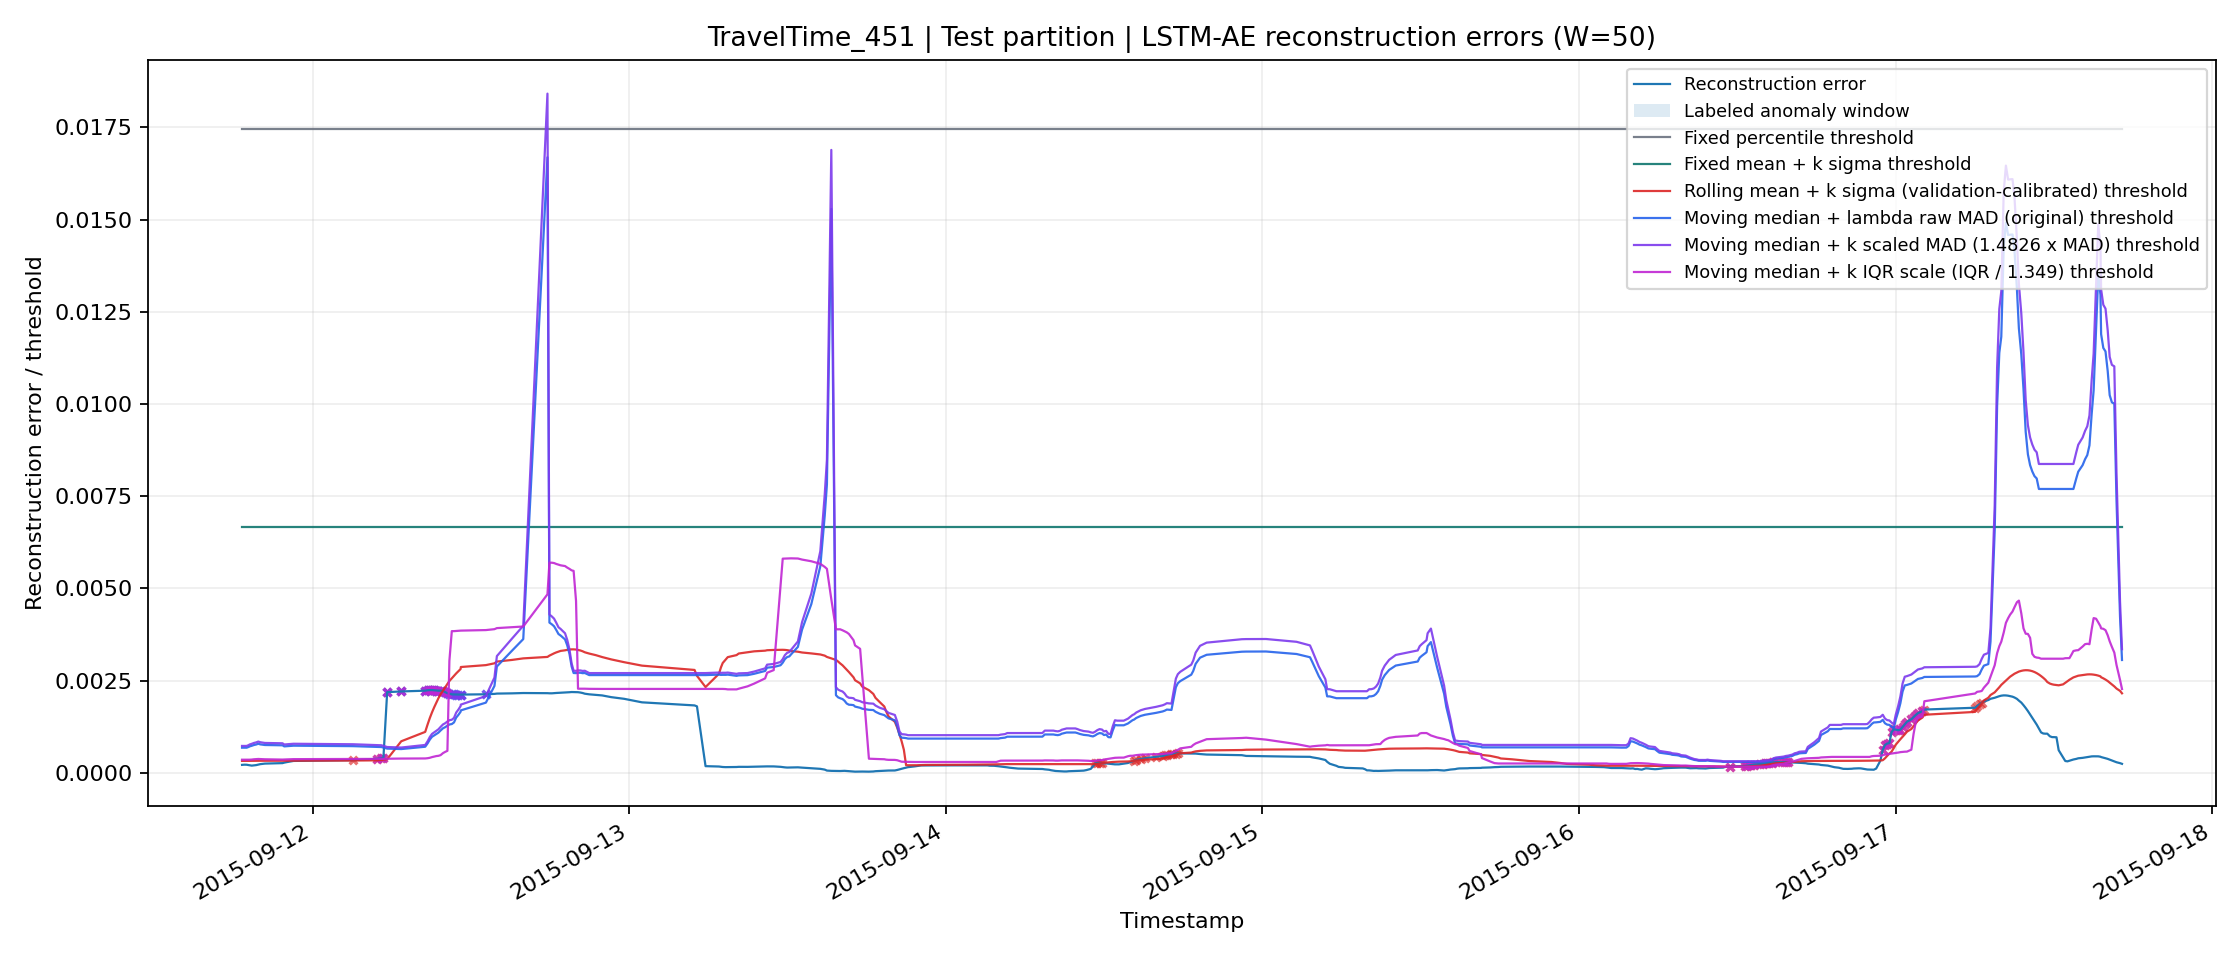 TravelTime_451 | Test partition | LSTM-AE reconstruction errors (W=50)
Reconstruction error
Labeled anomaly window
Fixed percentile threshold
Fixed mean + k sigma threshold
Rolling mean + k sigma (validation-calibrated) threshold
Moving median + lambda raw MAD (original) threshold
Moving median + k scaled MAD (1.4826 x MAD) threshold
Moving median + k IQR scale (IQR / 1.349) threshold
Reconstruction error / threshold
0.0175
0.0150
0.0125
0.0100
0.0075
0.0050
0.0025
0.0000
2015-09-12
2015-09-13
2015-09-14
2015-09-15
2015-09-16
2015-09-17
2015-09-18
Timestamp